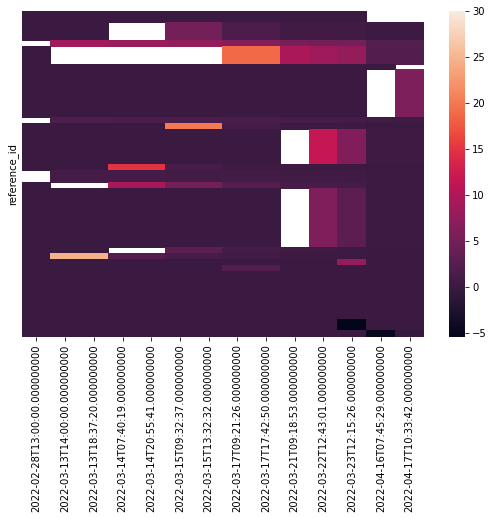 30
25
20
15
10
5
0
−5
reference_id
2022-02-28T13:00:00.000000000
2022-03-13T14:00:00.000000000
2022-03-13T18:37:20.000000000
2022-03-14T07:40:19.000000000
2022-03-14T20:55:41.000000000
2022-03-15T09:32:37.000000000
2022-03-15T13:32:32.000000000
2022-03-17T09:21:26.000000000
2022-03-17T17:42:50.000000000
2022-03-21T09:18:53.000000000
2022-03-22T12:43:01.000000000
2022-03-23T12:15:26.000000000
2022-04-16T07:45:29.000000000
2022-04-17T10:33:42.000000000